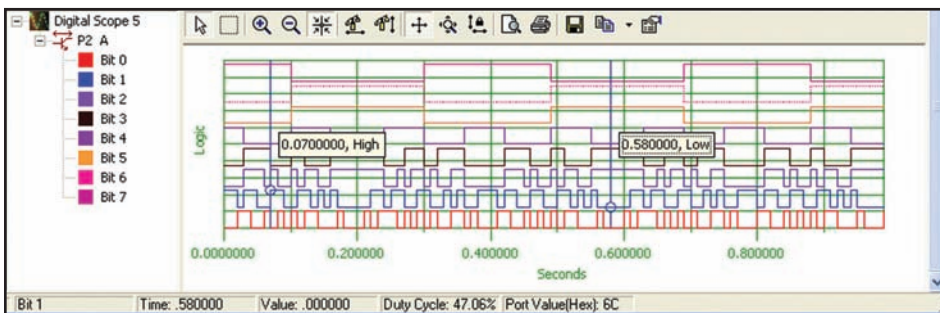 Digital Scope 5
P2 A
Bit 0
Bit 1
Bit 2
Bit 3
Bit 4
Bit 5
Bit 6
Bit 7
Logic
0.0700000, High
0.580000, Low
0.0000000 0.200000 0.400000 0.600000 0.800000
Seconds
Bit 1 Time: .580000 Value: .000000 Duty Cycle: 47.06% Port Value(Hex): 6C